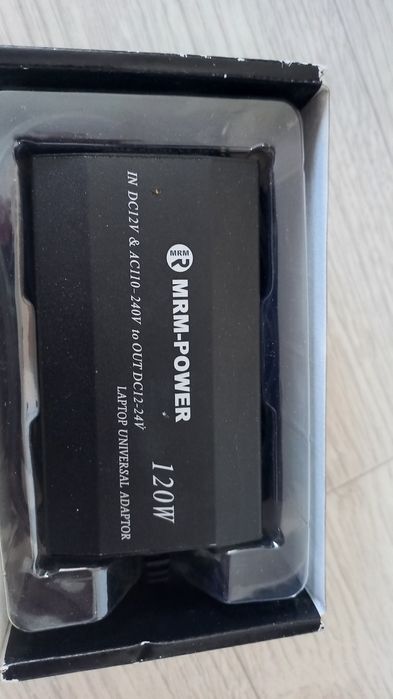 MRM
MRM-POWER
120W
IN DC12V & AC110-240V to OUT DC12-24V
LAPTOP UNIVERSAL ADAPTOR